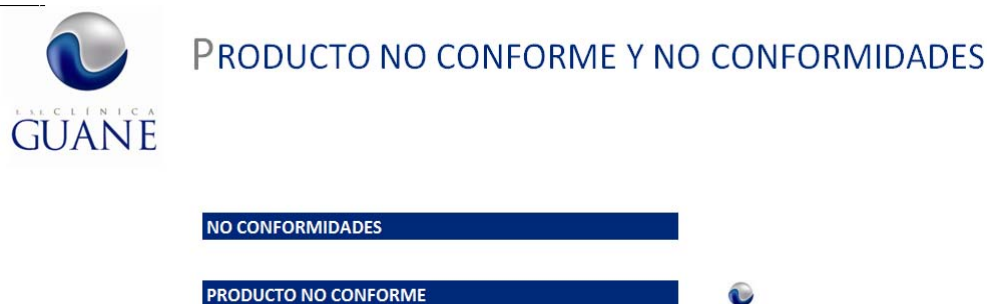 PRODUCTO NO CONFORME Y NO CONFORMIDADES
E.S.E. CLÍNICA
GUANE
NO CONFORMIDADES
PRODUCTO NO CONFORME